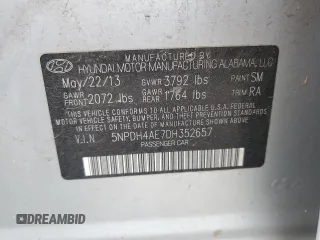 MANUFACTURED BY
HYUNDAI MOTOR MANUFACTURING ALABAMA, LLC
May/22/13 GVWR 3792 lbs PAINT SM
GAWR FRONT 2072 lbs GAWR REAR 1764 lbs TRIM RA
THIS VEHICLE CONFORMS TO ALL APPLICABLE U.S. FEDERAL
MOTOR VEHICLE SAFETY, BUMPER, AND THEFT PREVENTION
STANDARDS IN EFFECT ON THE DATE OF MANUFACTURE SHOWN ABOVE.
V.I.N. 5NPDH4AE7DH352657
PASSENGER CAR
AUTOBIDMASTER